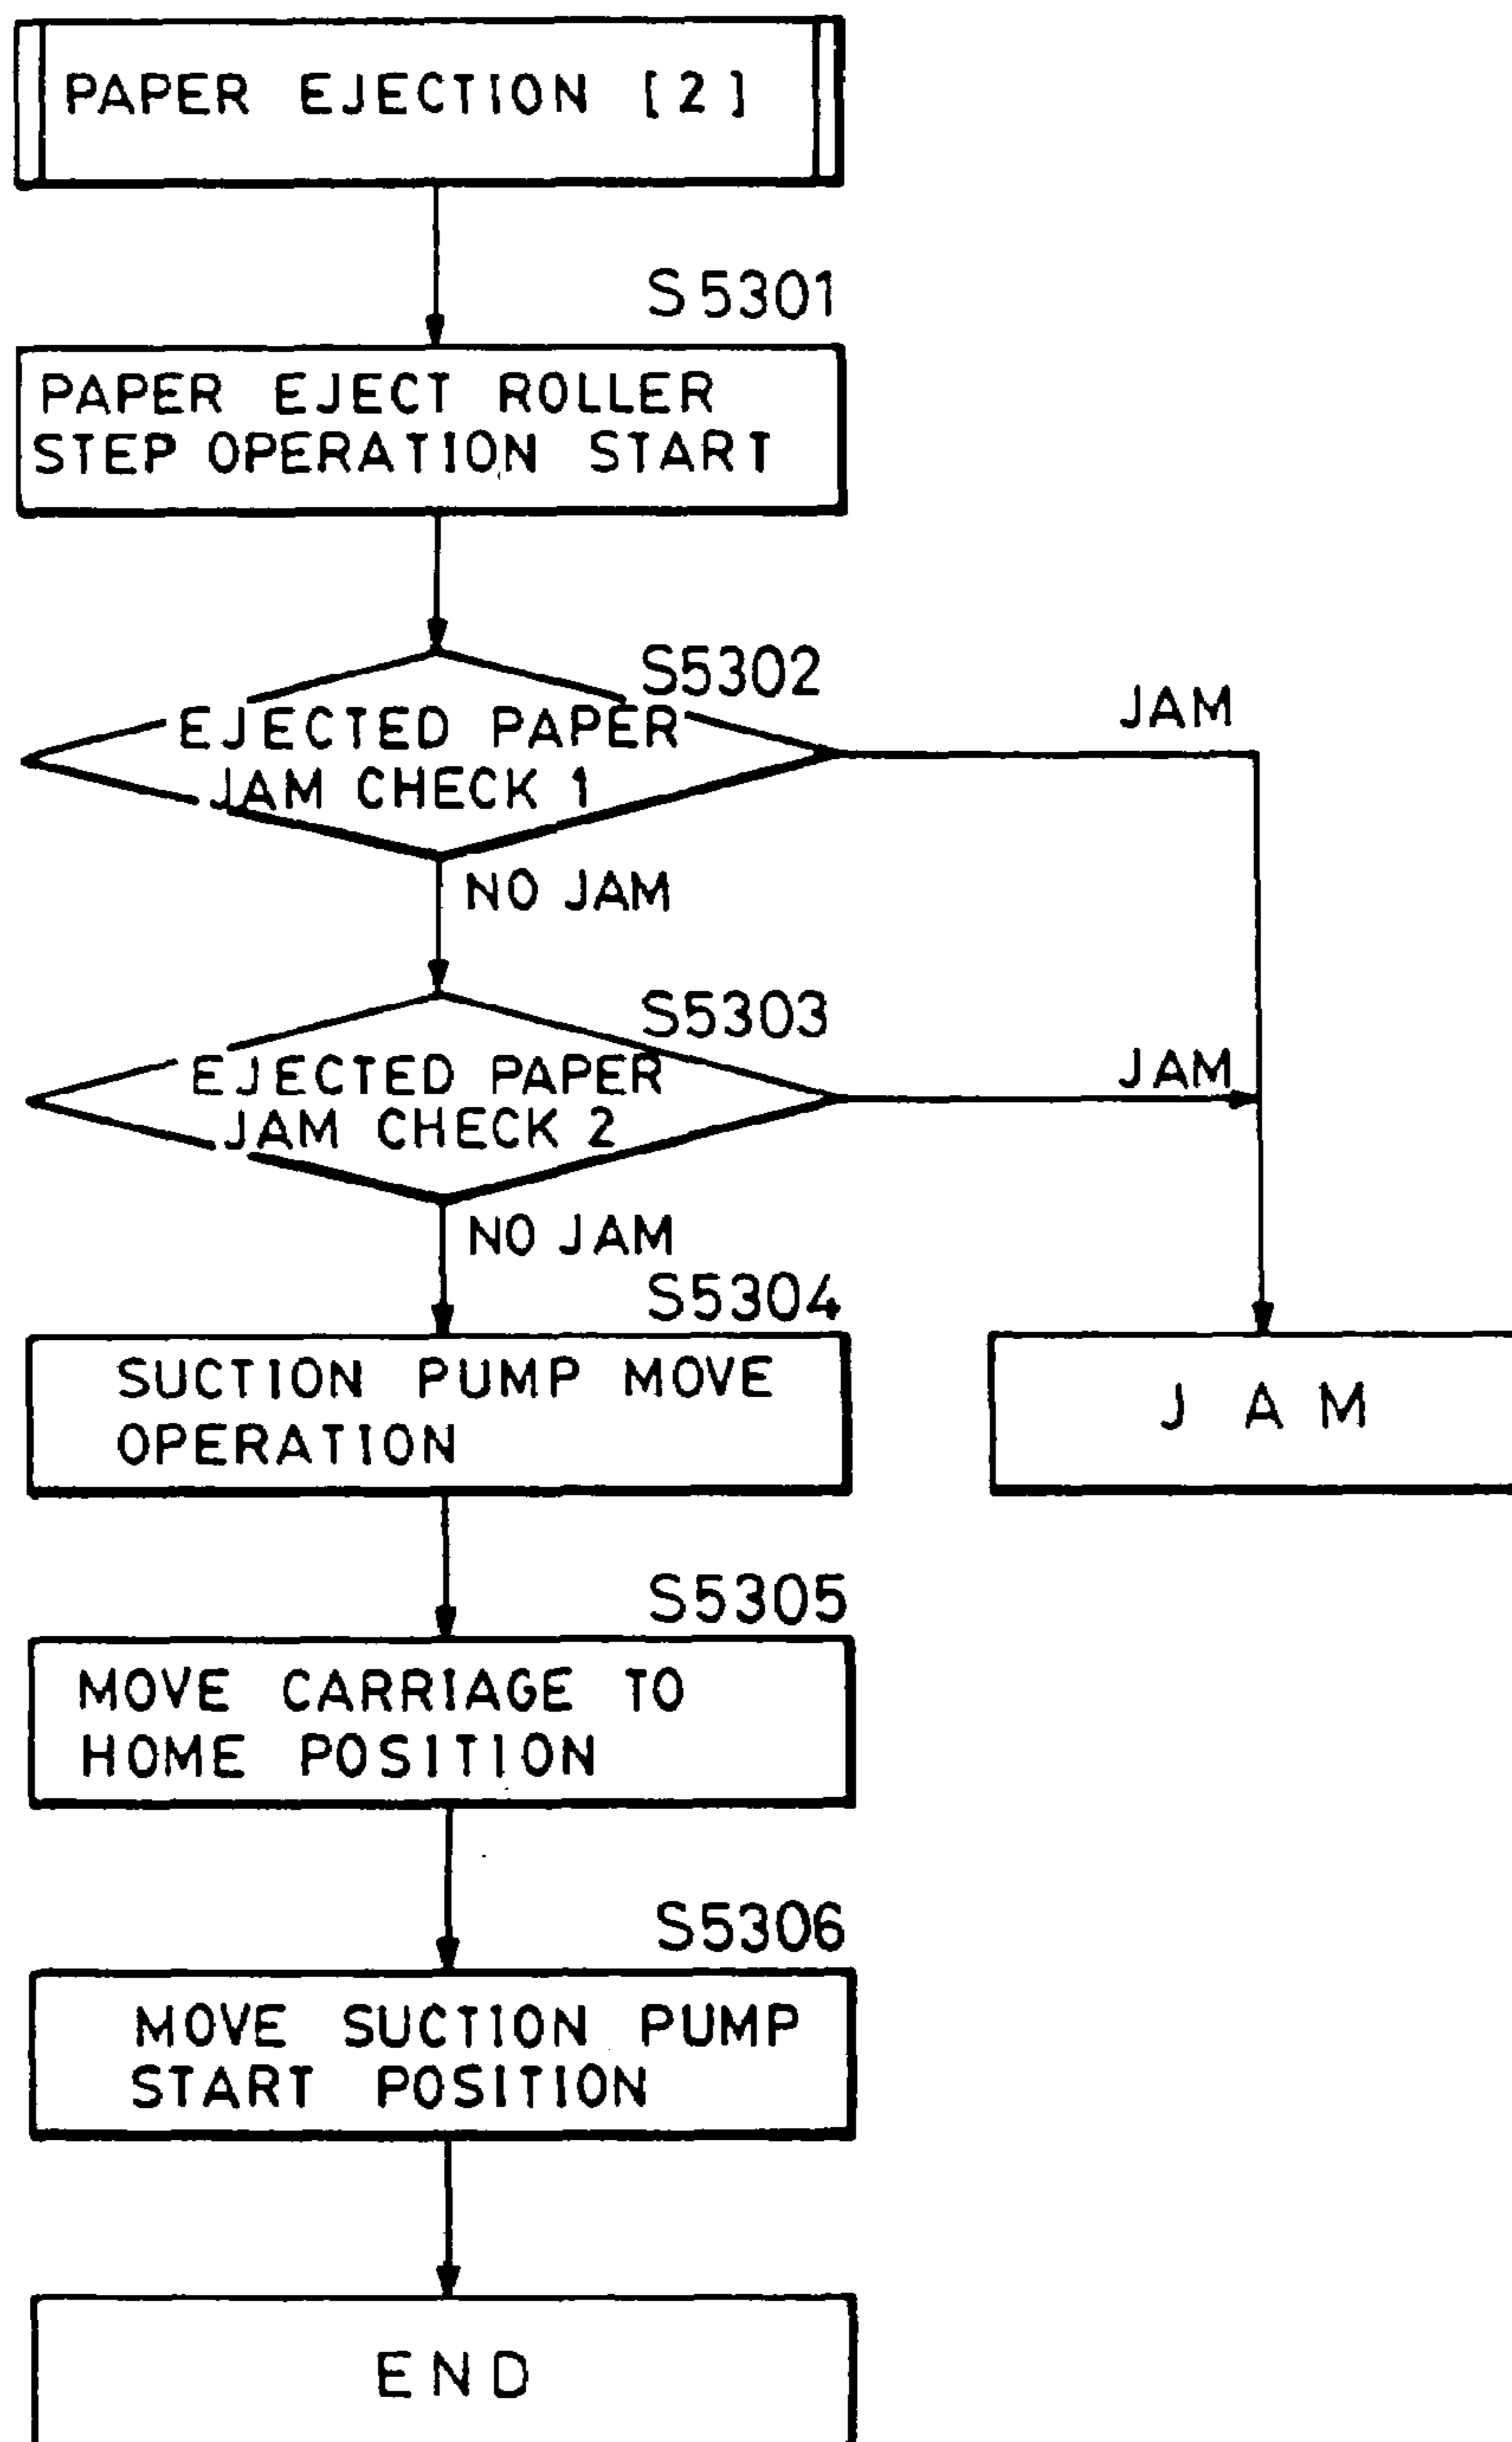 PAPER EJECTION [2]
S5301
PAPER EJECT ROLLER
STEP OPERATION START
S5302
EJECTED PAPER
JAM CHECK 1
JAM
NO JAM
S5303
EJECTED PAPER
JAM CHECK 2
JAM
NO JAM
S5304
SUCTION PUMP MOVE
OPERATION
JAM
S5305
MOVE CARRIAGE TO
HOME POSITION
S5306
MOVE SUCTION PUMP
START POSITION
END